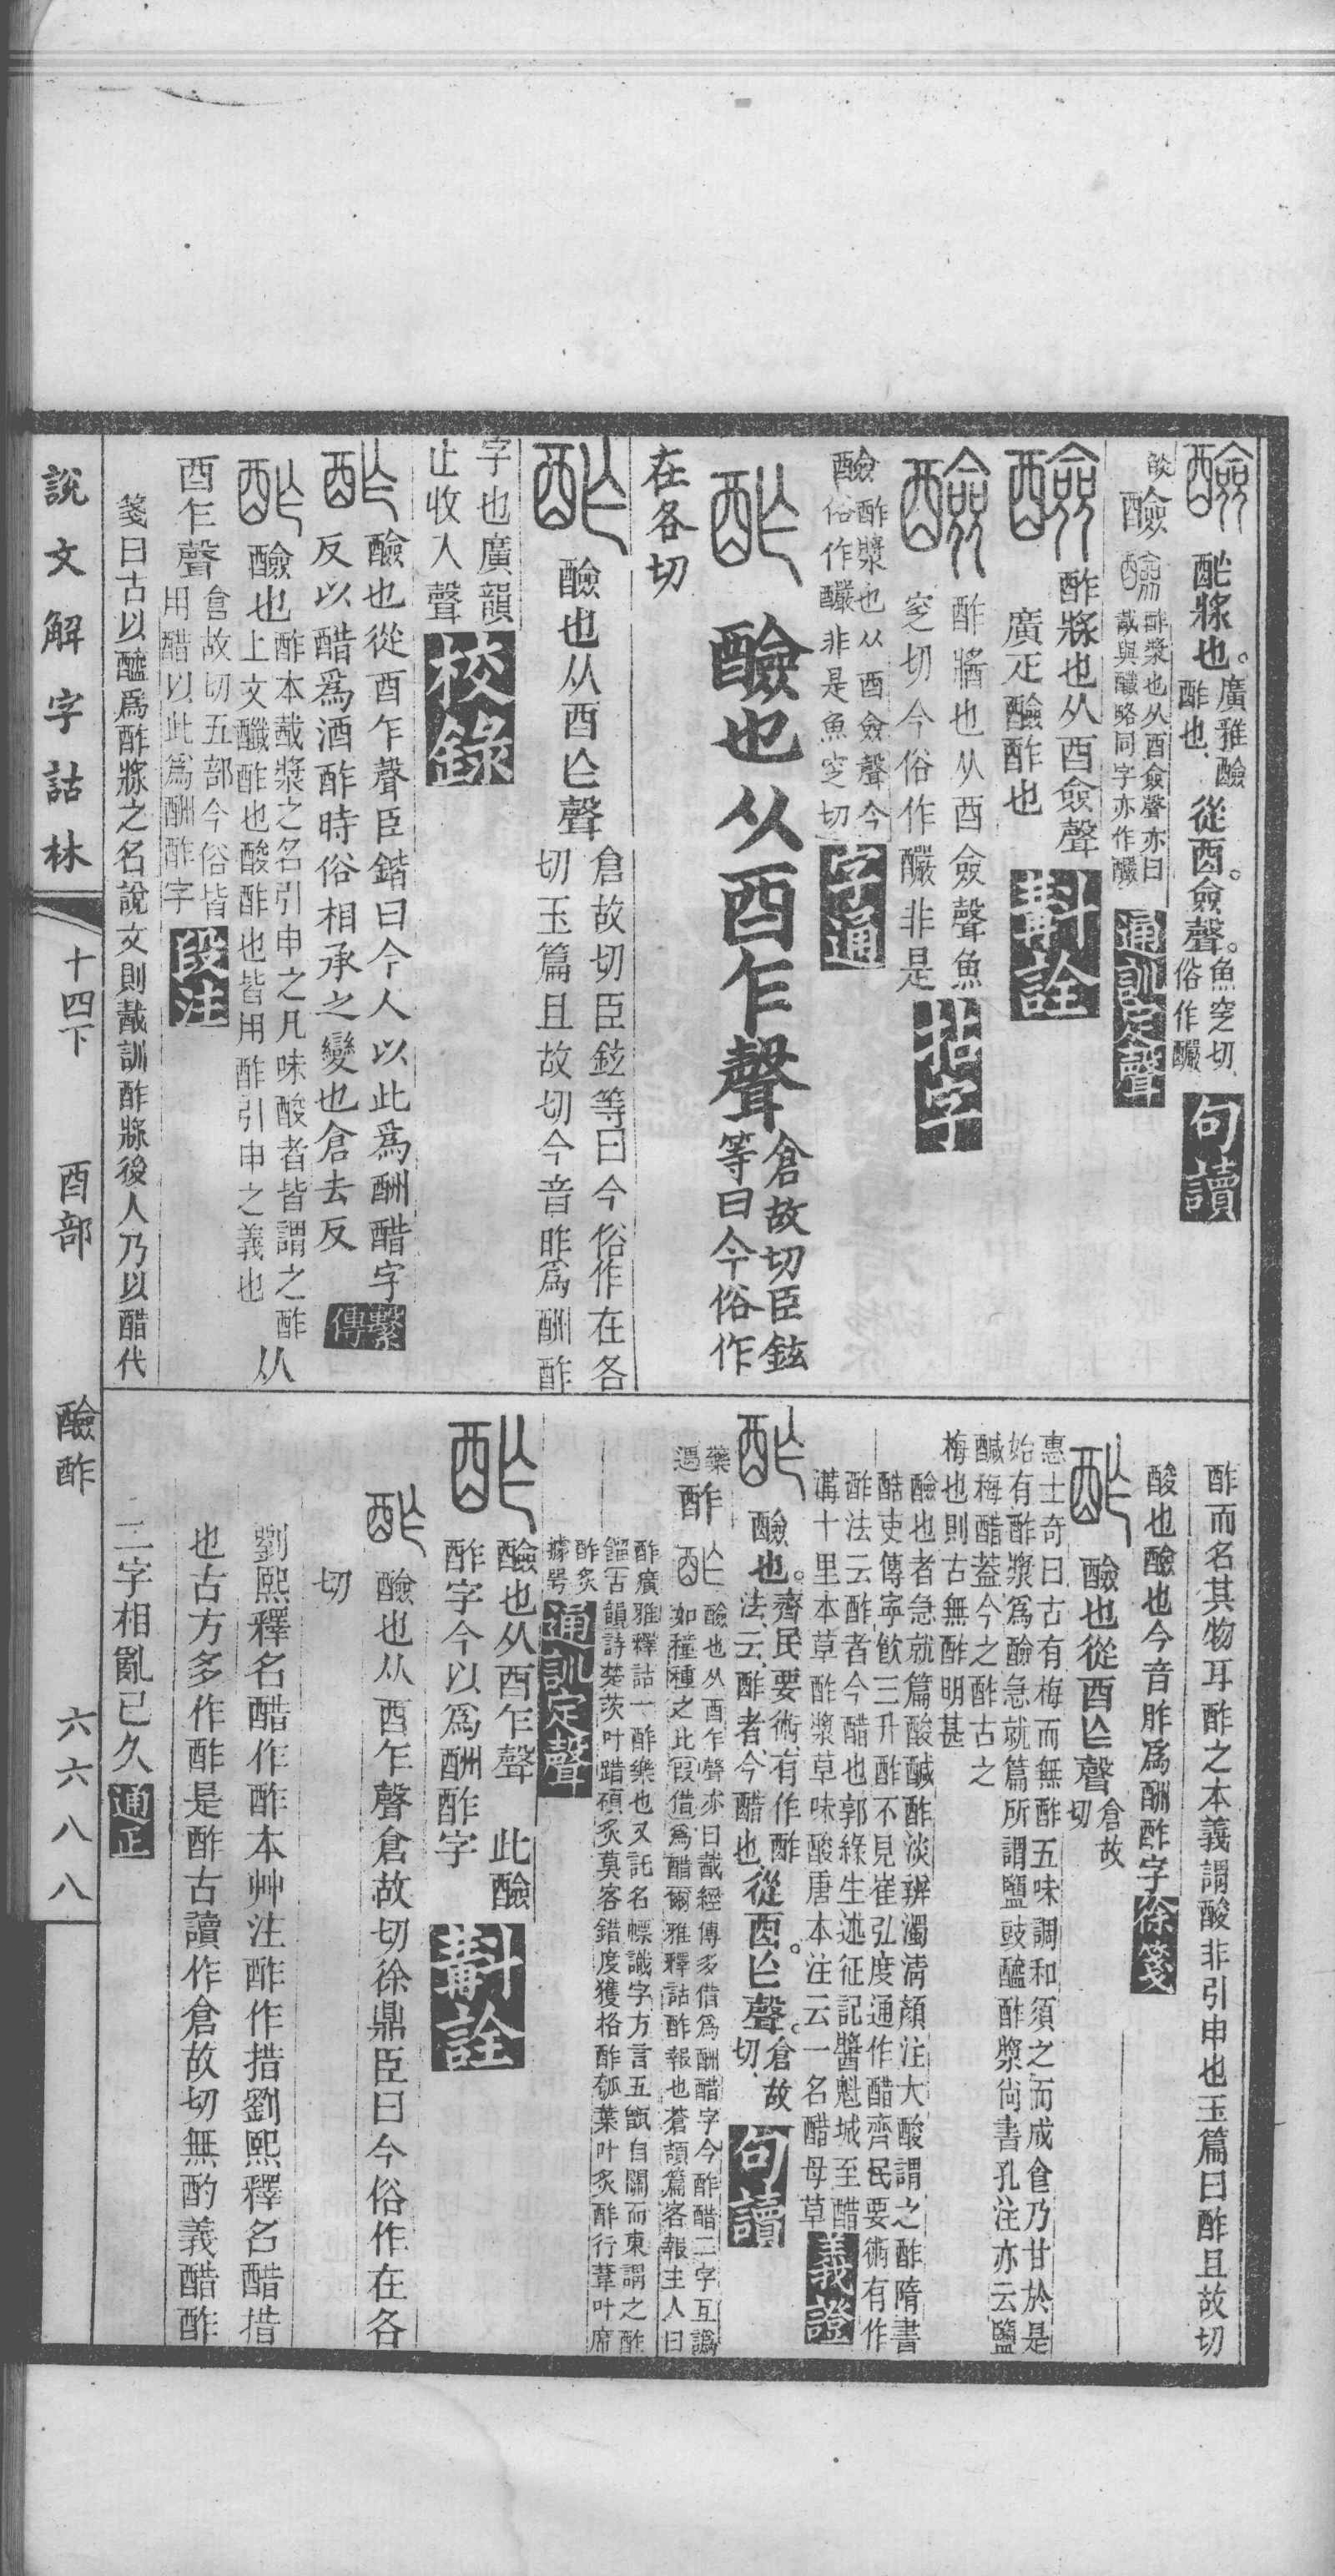 醶 酢𤖅也。廣雅醶
酢也、從酉。僉聲。魚窆切、
俗作釅 句讀
醶 酢漿也从酉僉聲亦曰
酨與醶略同字亦作釅 通訓定聲
醶 酢𤖅也从酉僉聲
廣疋醶酢也 斠詮
醶 酢𤖅也从酉僉聲魚
窆切今俗作釅非是 拈字
醶 酢漿也从酉僉聲今
俗作釅非是魚窆切 字通
酢 醶也从酉乍聲 倉故切臣鉉
等曰今俗作
在各切
酢 醶也从酉乍聲 倉故切臣鉉等曰今俗作在各
切玉篇且故切今音昨爲酬酢
字也廣韻
止收入聲 校錄
酢 醶也從酉乍聲臣鍇曰今人以此爲酬醋字
反以醋爲酒酢時俗相承之變也倉去反 繫傳
酢 醶也 酢本酨漿之名引申之凡味酸者皆謂之酢
上文醶酢也酸酢也皆用酢引申之義也 从
酉乍聲 倉故切五部今俗皆
用醋以此爲酬酢字 段注
箋曰古以醯爲酢𤖅之名說文則酨訓酢𤖅後人乃以醋代
酢而名其物耳酢之本義謂酸非引申也玉篇曰酢且故切
酸也醶也今音昨爲酬酢字 徐箋
酢 醶也從酉乍聲 倉故
切
惠士奇曰古有梅而無酢五味調和須之而成食乃甘於是
始有酢漿爲醶急就篇所謂鹽豉醯酢漿尙書孔注亦云鹽
鹹梅醋蓋今之酢古之
梅也則古無酢明甚
醶也者急就篇酸鹹酢淡辨濁淸顏注大酸謂之酢隋書
酷吏傳寧飮三升酢不見崔弘度通作醋齊民要術有作
酢法云酢者今醋也郭緣生述征記醬魁城至醋
溝十里本草酢漿草味酸唐本注云一名醋母草 義證
酢 醶也。齊民要術、有作酢
法、云、酢者、今醋也、從酉。乍聲。倉故
切、 句讀
酢 醶也从酉乍聲亦曰酨經傳多借爲酬醋字今酢醋二字互譌
如種穜之比叚借爲醋爾雅釋詁酢報也蒼頡篇客報主人曰
酢廣雅釋詁一酢樂也又託名幖識字方言五甑自關而東謂之酢
餾古韻詩楚茨叶踖碩炙莫客錯度獲格酢瓠葉叶炙酢行葦叶席
酢炙
據咢 通訓定聲
酢 醶也从酉乍聲 此醶
酢字今以爲酬酢字 斠詮
酢 醶也从酉乍聲倉故切徐鼎臣曰今俗作在各
切
劉熙釋名醋作酢本艸注酢作措劉熙釋名醋措
也古方多作酢是酢古讀作倉故切無酌義醋酢
二字相亂已久 通正
說文解字詁林 十四下 酉部 醶酢 六六八八